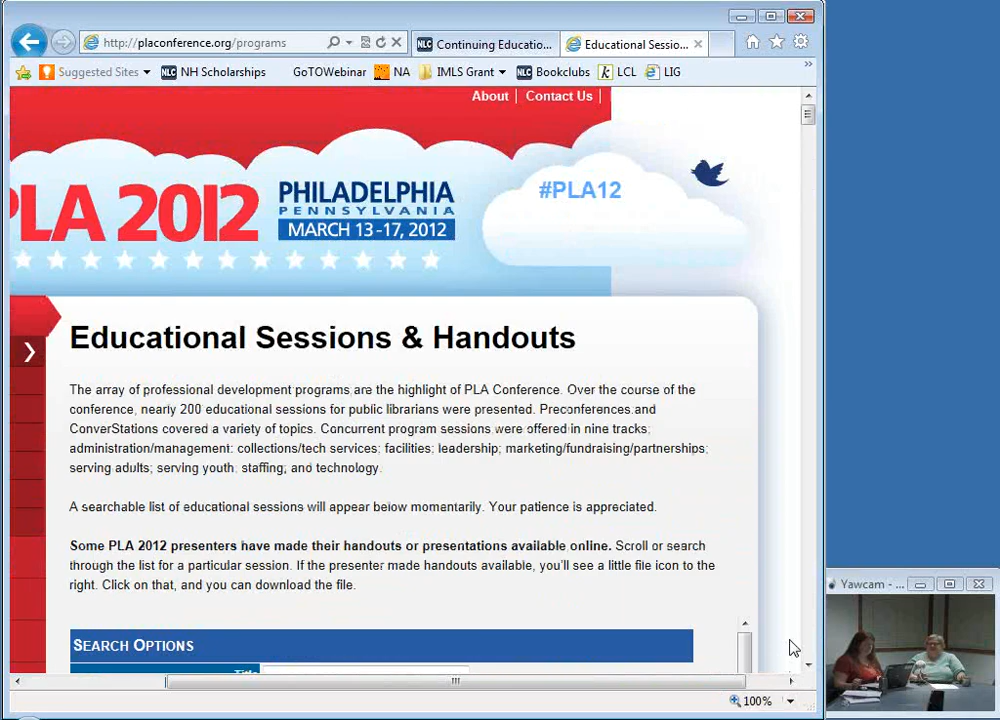 http://placonference.org/programs
Continuing Educatio...
Educational Sessio...
Suggested Sites
NLC NH Scholarships
GoTOWebinar
NA
IMLS Grant
NLC Bookclubs
k LCL
LIG
About
Contact Us
PLA 2012
PHILADELPHIA
PENNSYLVANIA
MARCH 13-17, 2012
#PLA12
Educational Sessions & Handouts
The array of professional development programs are the highlight of PLA Conference. Over the course of the
conference, nearly 200 educational sessions for public librarians were presented. Preconferences and
ConverStations covered a variety of topics. Concurrent program sessions were offered in nine tracks;
administration/management: collections/tech services; facilities; leadership; marketing/fundraising/partnerships;
serving adults; serving youth; staffing; and technology.
A searchable list of educational sessions will appear below momentarily. Your patience is appreciated.
Some PLA 2012 presenters have made their handouts or presentations available online. Scroll or search
through the list for a particular session. If the presenter made handouts available, you'll see a little file icon to the
right. Click on that, and you can download the file.
SEARCH OPTIONS
Title
100%
Yawcam - ...